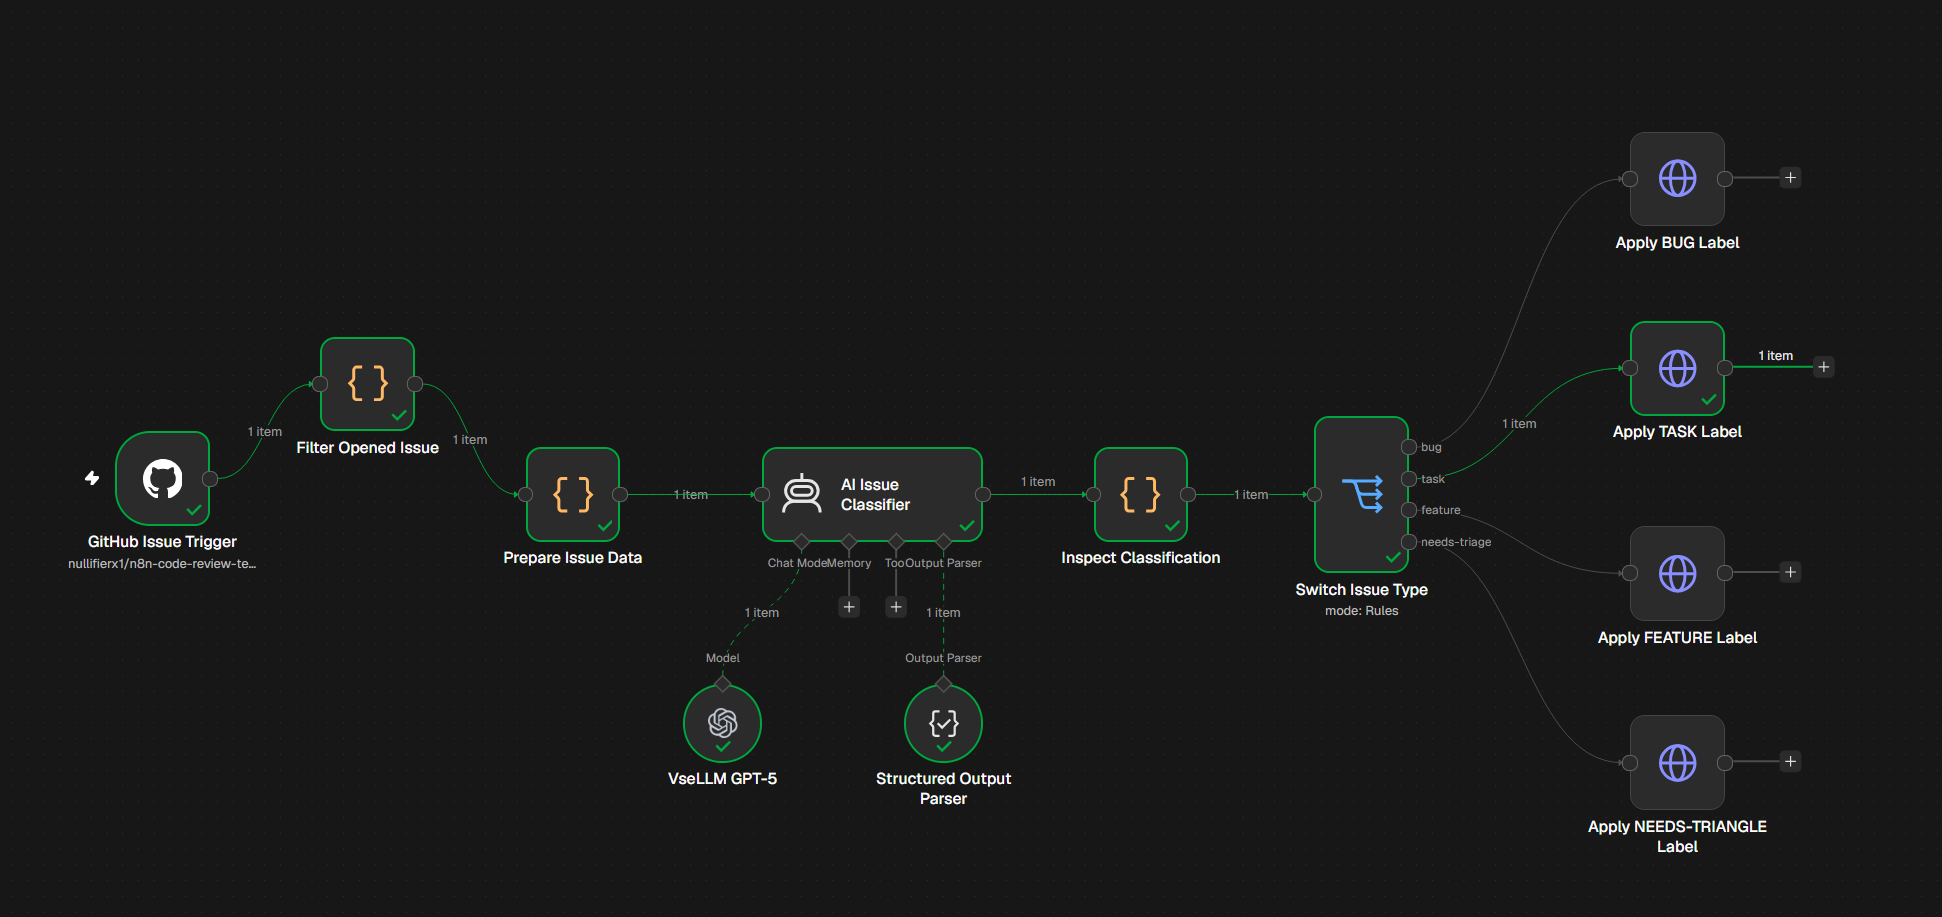 GitHub Issue Trigger
nullifierx1/n8n-code-review-te...
1 item
Filter Opened Issue
1 item
Prepare Issue Data
1 item
AI Issue
Classifier
Chat Mode
Memory
Too
Output Parser
1 item
Model
VseLLM GPT-5
1 item
Output Parser
Structured Output
Parser
1 item
Inspect Classification
1 item
bug
task
feature
needs-triage
Switch Issue Type
mode: Rules
1 item
Apply BUG Label
1 item
Apply TASK Label
Apply FEATURE Label
Apply NEEDS-TRIANGLE
Label